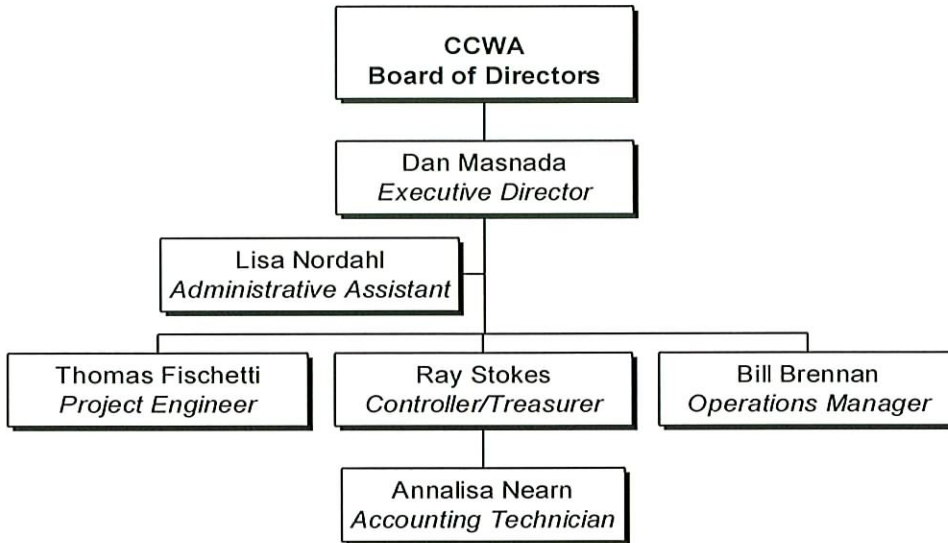 CCWA
Board of Directors
Dan Masnada
Executive Director
Lisa Nordahl
Administrative Assistant
Thomas Fischetti
Project Engineer
Ray Stokes
Controller/Treasurer
Bill Brennan
Operations Manager
Annalisa Nearn
Accounting Technician